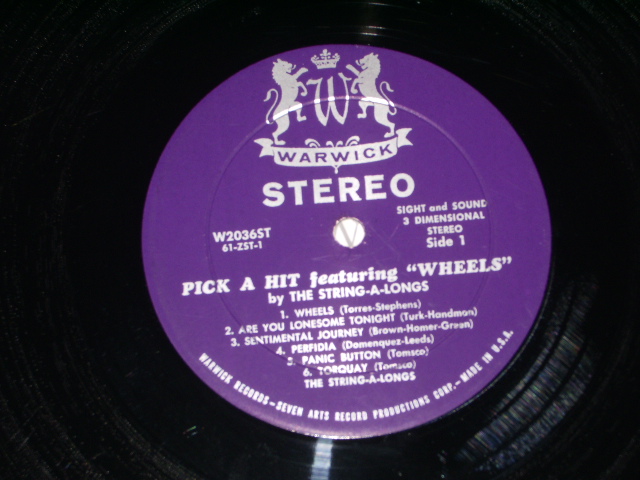 W
WARWICK
STEREO
W2036ST
61-ZST-1
SIGHT and SOUND
3 DIMENSIONAL
STEREO
Side 1
PICK A HIT featuring "WHEELS"
by THE STRING-A-LONGS
1. WHEELS (Torres-Stephens)
2. ARE YOU LONESOME TONIGHT (Turk-Handman)
3. SENTIMENTAL JOURNEY (Brown-Homer-Green)
4. PERFIDIA (Domenquez-Leeds)
5. PANIC BUTTON (Tomsco)
6. TORQUAY (Tomsco)
THE STRING-A-LONGS
WARWICK RECORDS—SEVEN ARTS RECORD PRODUCTIONS CORP.—MADE IN U.S.A.